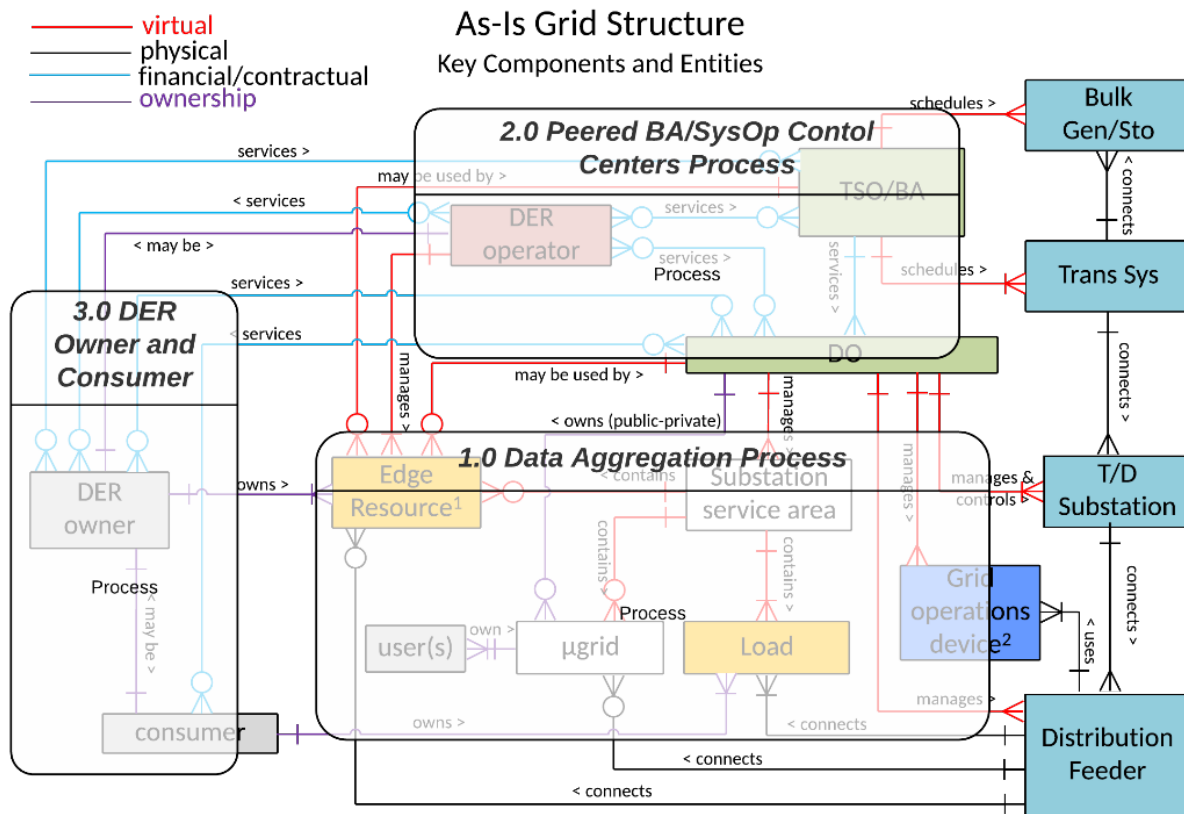 As-Is Grid Structure
Key Components and Entities
virtual
physical
financial/contractual
ownership
schedules >
Bulk
Gen/Sto
2.0 Peered BA/SysOp Contol
Centers Process
services >
may be used by >
TSO/BA
< connects
< services
DER
operator
services >
< may be >
services >
Process
services >
schedules >
Trans Sys
services >
3.0 DER
Owner and
Consumer
< services
DO
manages >
may be used by >
manages >
connects >
< owns (public-private)
1.0 Data Aggregation Process
Edge
Resource¹
< contains
Substation
service area
manages >
manages &
controls >
T/D
Substation
DER
owner
owns >
contains >
contains >
Process
< may be >
Grid
operations
device²
connects >
< uses
Process
user(s)
own >
µgrid
Load
manages >
consumer
owns >
< connects
Distribution
Feeder
< connects
< connects